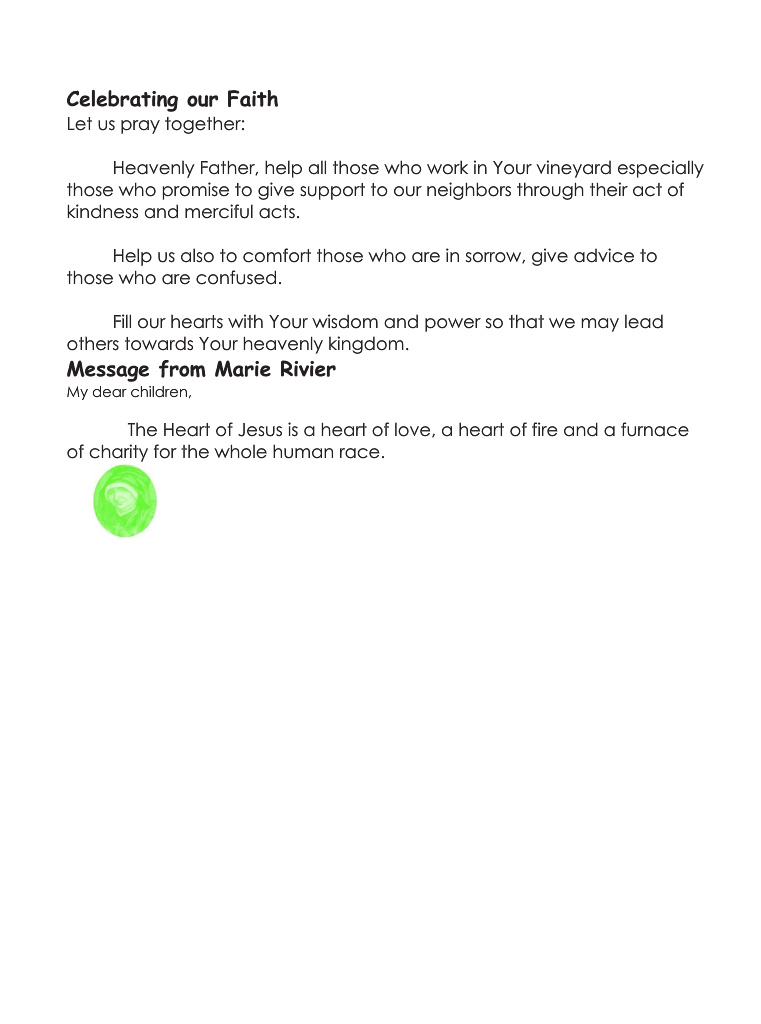 Celebrating our Faith
Let us pray together:
Heavenly Father, help all those who work in Your vineyard especially
those who promise to give support to our neighbors through their act of
kindness and merciful acts.
Help us also to comfort those who are in sorrow, give advice to
those who are confused.
Fill our hearts with Your wisdom and power so that we may lead
others towards Your heavenly kingdom.
Message from Marie Rivier
My dear children,
The Heart of Jesus is a heart of love, a heart of fire and a furnace
of charity for the whole human race.